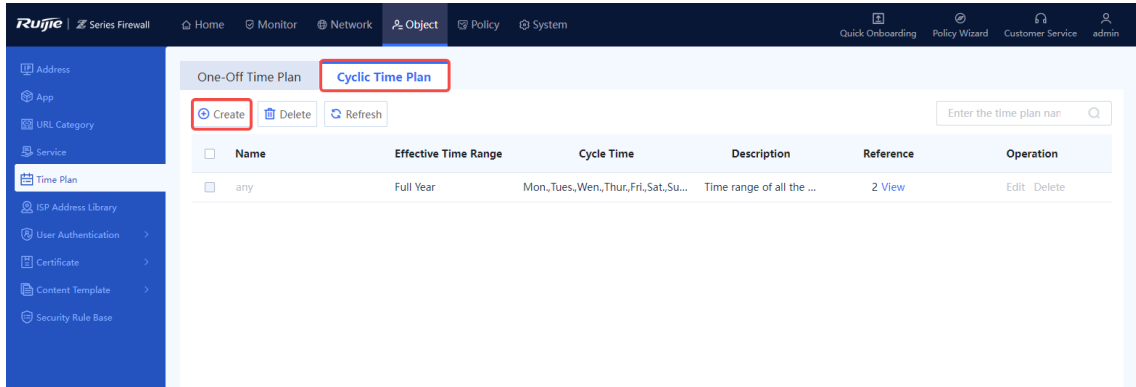 Ruijie | Z Series Firewall
Home
Monitor
Network
Object
Policy
System
Quick Onboarding
Policy Wizard
Customer Service
admin
Address
App
URL Category
Service
Time Plan
ISP Address Library
User Authentication
Certificate
Content Template
Security Rule Base
One-Off Time Plan
Cyclic Time Plan
Create
Delete
Refresh
Enter the time plan nan
Name Effective Time Range Cycle Time Description Reference Operation
any Full Year Mon.,Tues.,Wen.,Thur.,Fri.,Sat.,Su... Time range of all the ... 2 View Edit Delete